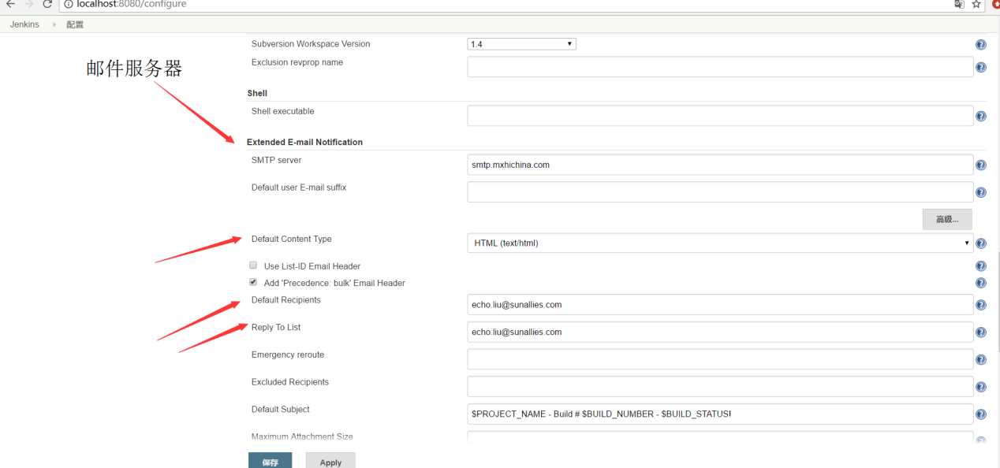 localhost:8080/configure
Jenkins 配置
Subversion Workspace Version 1.4
Exclusion revprop name
邮件服务器
Shell
Shell executable
Extended E-mail Notification
SMTP server smtp.mxhichina.com
Default user E-mail suffix
高级...
Default Content Type HTML (text/html)
Use List-ID Email Header
Add 'Precedence: bulk' Email Header
Default Recipients echo.liu@sunallies.com
Reply To List echo.liu@sunallies.com
Emergency reroute
Excluded Recipients
Default Subject $PROJECT_NAME - Build # $BUILD_NUMBER - $BUILD_STATUS!
Maximum Attachment Size
保存 Apply